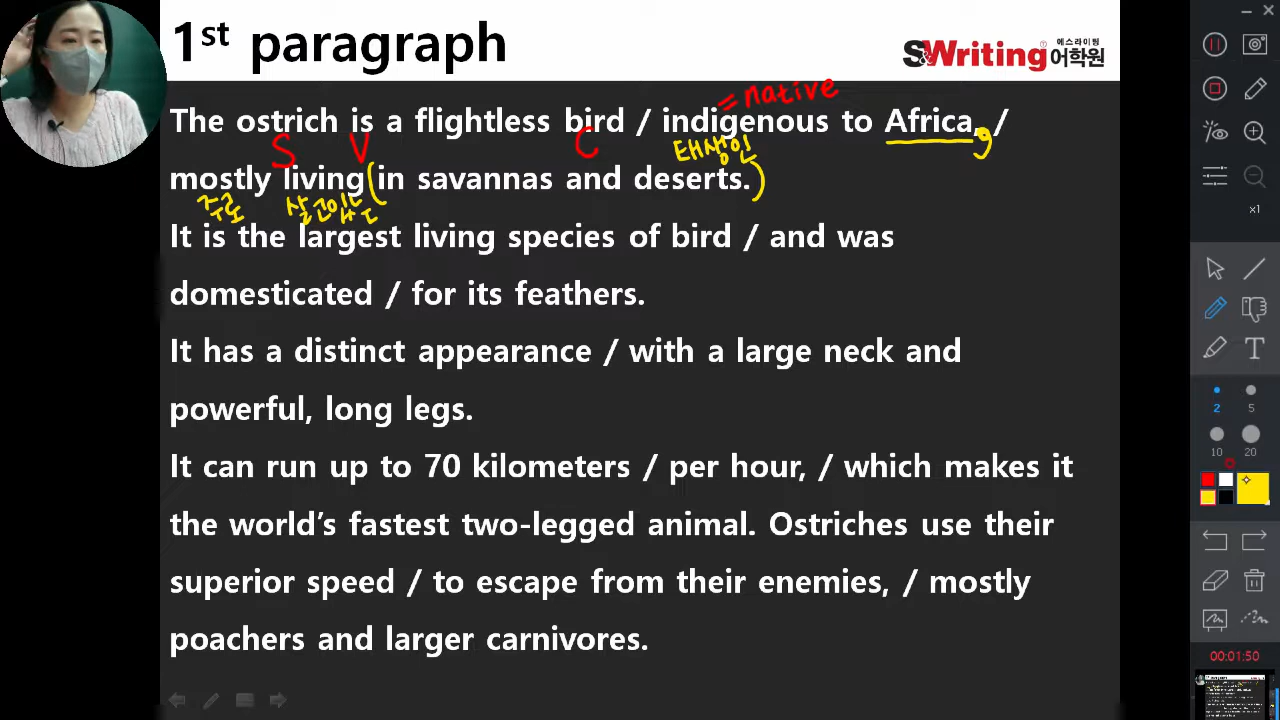 1st paragraph
S&Writing 에스라이팅 어학원
= native
The ostrich is a flightless bird / indigenous to Africa, /
S V C 태생인
mostly living (in savannas and deserts.)
주로 살고있는
It is the largest living species of bird / and was
domesticated / for its feathers.
It has a distinct appearance / with a large neck and
powerful, long legs.
It can run up to 70 kilometers / per hour, / which makes it
the world's fastest two-legged animal. Ostriches use their
superior speed / to escape from their enemies, / mostly
poachers and larger carnivores.
x1
T
2 5
10 20
00:01:50